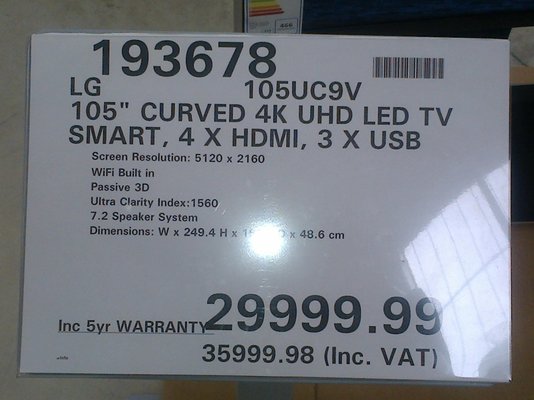 466
193678
LG 105UC9V
105" CURVED 4K UHD LED TV
SMART, 4 X HDMI, 3 X USB
Screen Resolution: 5120 x 2160
WiFi Built in
Passive 3D
Ultra Clarity Index:1560
7.2 Speaker System
Dimensions: W x 249.4 H x x 48.6 cm
29999.99
Inc 5yr WARRANTY
35999.98 (Inc. VAT)